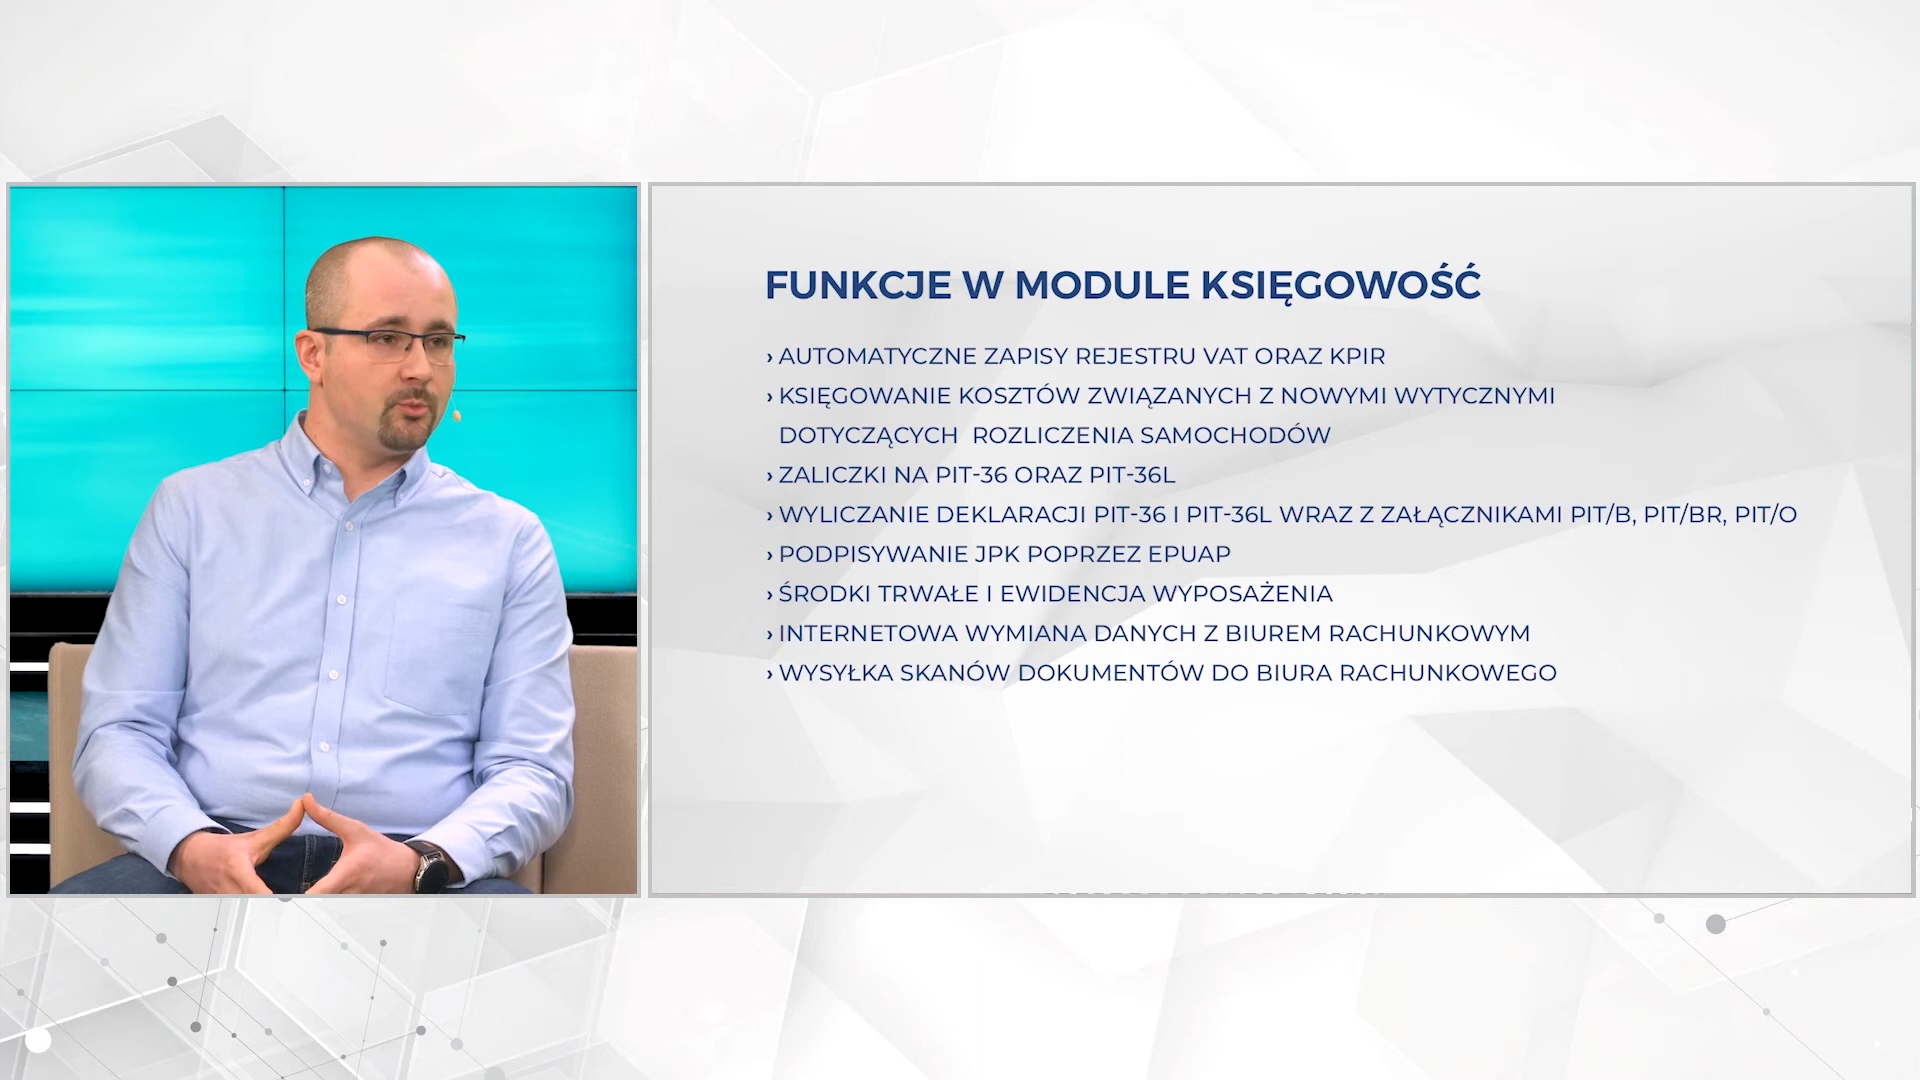 FUNKCJE W MODULE KSIĘGOWOŚĆ
› AUTOMATYCZNE ZAPISY REJESTRU VAT ORAZ KPIR
› KSIĘGOWANIE KOSZTÓW ZWIĄZANYCH Z NOWYMI WYTYCZNYMI
DOTYCZĄCYCH  ROZLICZENIA SAMOCHODÓW
› ZALICZKI NA PIT-36 ORAZ PIT-36L
› WYLICZANIE DEKLARACJI PIT-36 I PIT-36L WRAZ Z ZAŁĄCZNIKAMI PIT/B, PIT/BR, PIT/O
› PODPISYWANIE JPK POPRZEZ EPUAP
› ŚRODKI TRWAŁE I EWIDENCJA WYPOSAŻENIA
› INTERNETOWA WYMIANA DANYCH Z BIUREM RACHUNKOWYM
› WYSYŁKA SKANÓW DOKUMENTÓW DO BIURA RACHUNKOWEGO